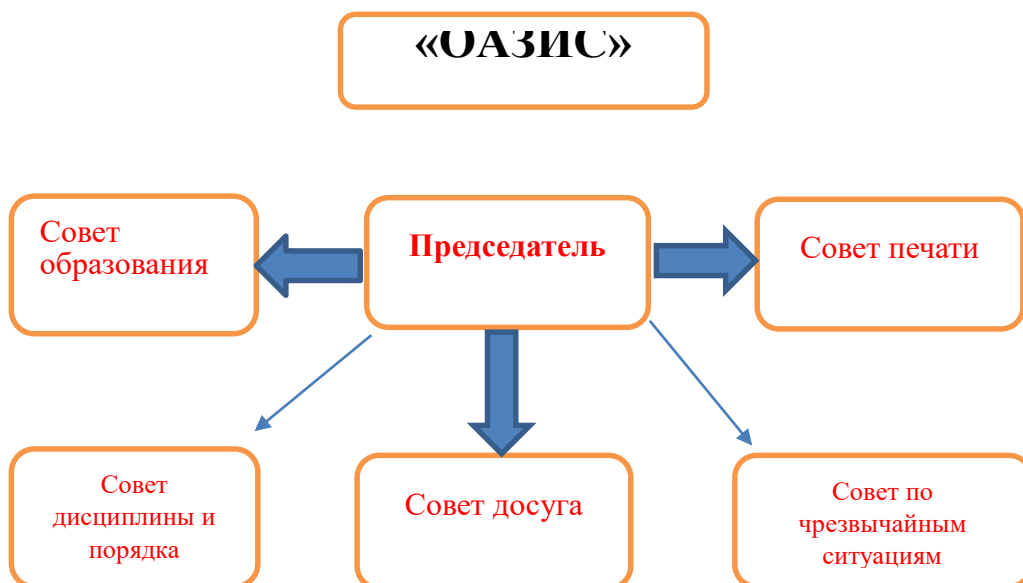 «ОАЗИС»
Совет
образования
Председатель
Совет печати
Совет
дисциплины и
порядка
Совет досуга
Совет по
чрезвычайным
ситуациям